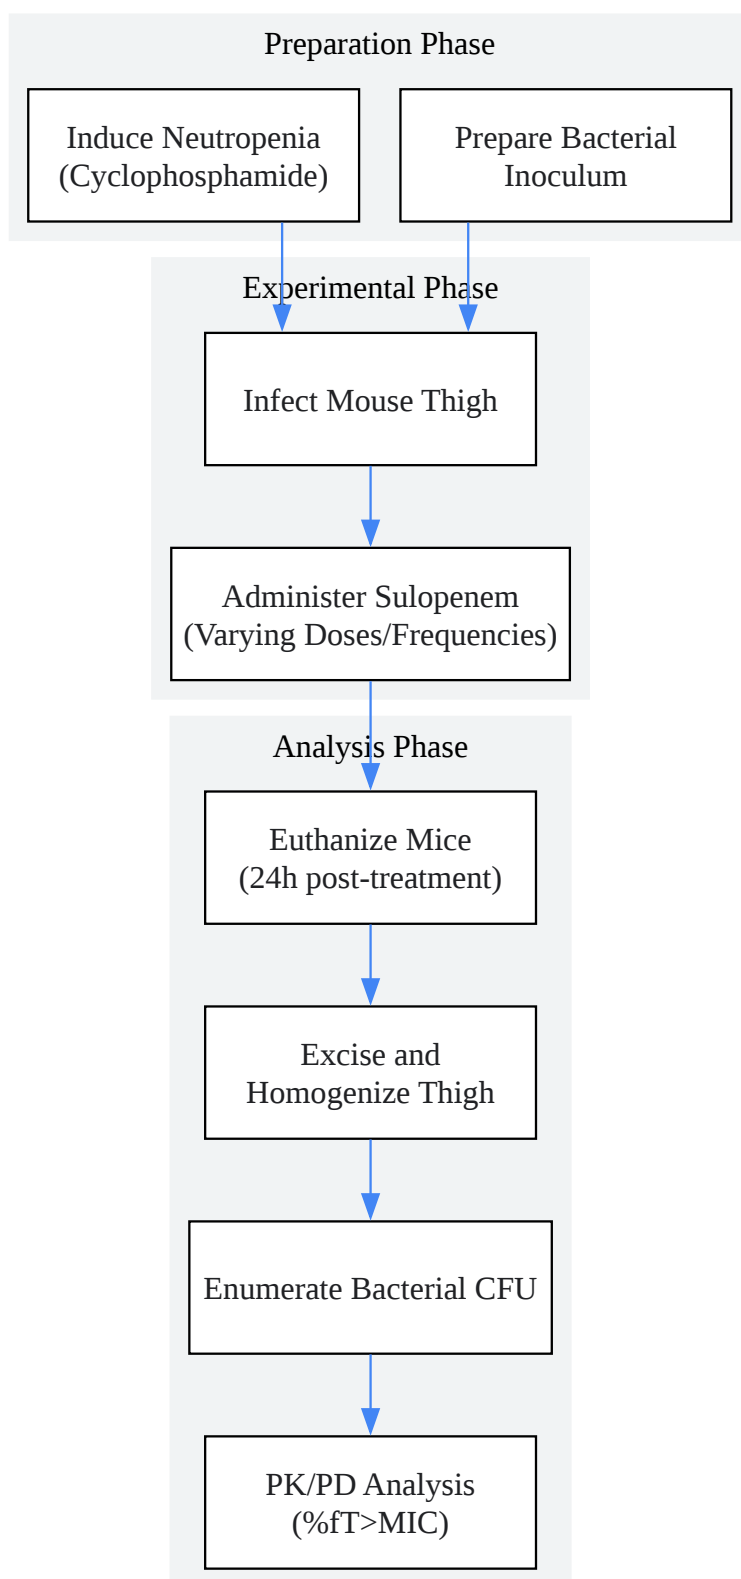 Preparation Phase
Induce Neutropenia
(Cyclophosphamide)
Prepare Bacterial
Inoculum
Experimental Phase
Infect Mouse Thigh
Administer Sulopenem
(Varying Doses/Frequencies)
Analysis Phase
Euthanize Mice
(24h post-treatment)
Excise and
Homogenize Thigh
Enumerate Bacterial CFU
PK/PD Analysis
(%fT>MIC)